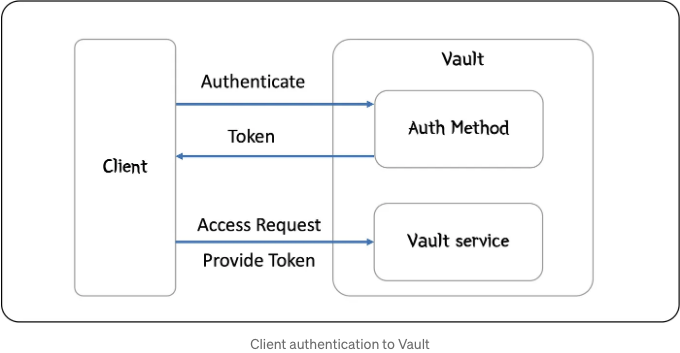 Vault
Authenticate
Auth Method
Token
Client
Access Request
Vault service
Provide Token
Client authentication to Vault